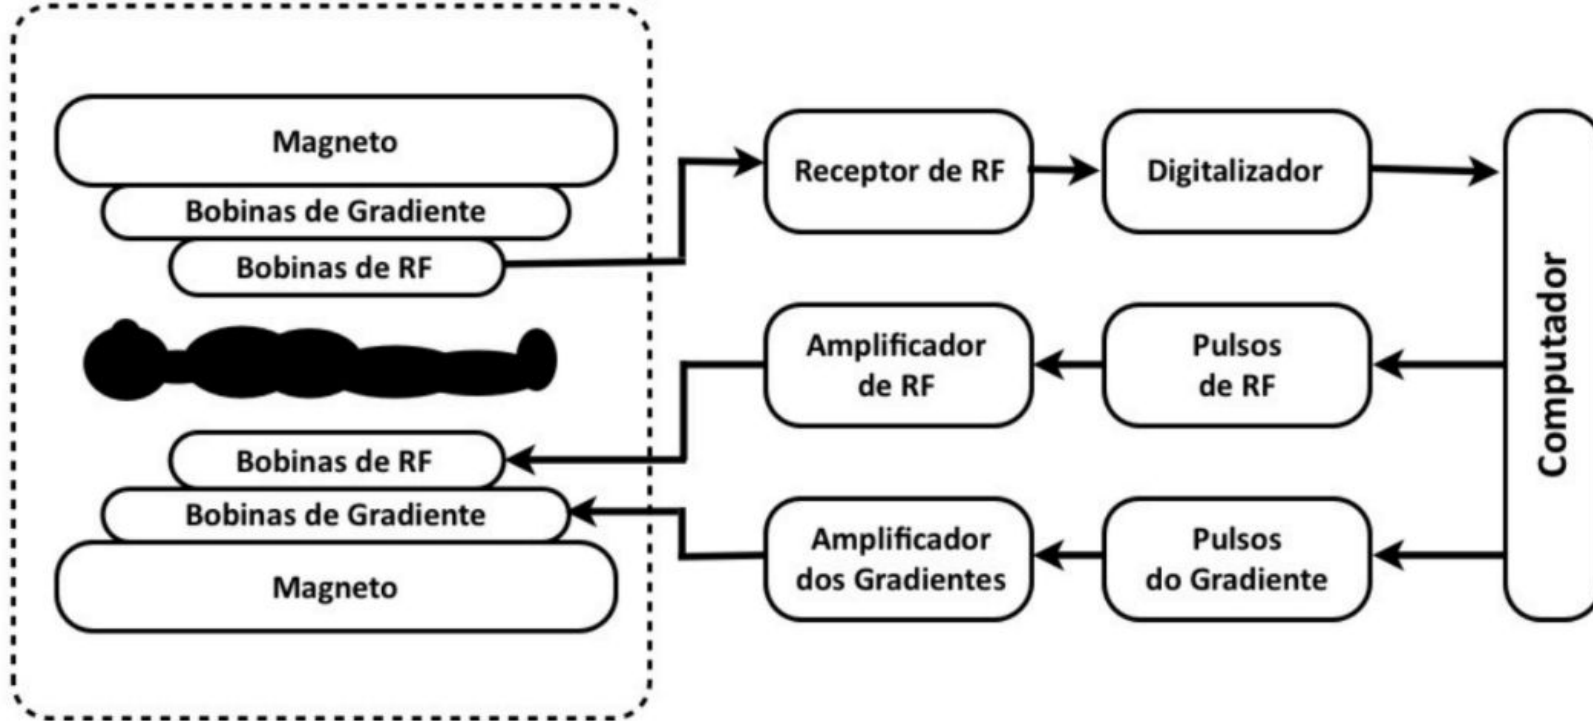 Magneto
Bobinas de Gradiente
Bobinas de RF
Bobinas de RF
Bobinas de Gradiente
Magneto
Receptor de RF
Digitalizador
Amplificador
de RF
Pulsos
de RF
Amplificador
dos Gradientes
Pulsos
do Gradiente
Computador